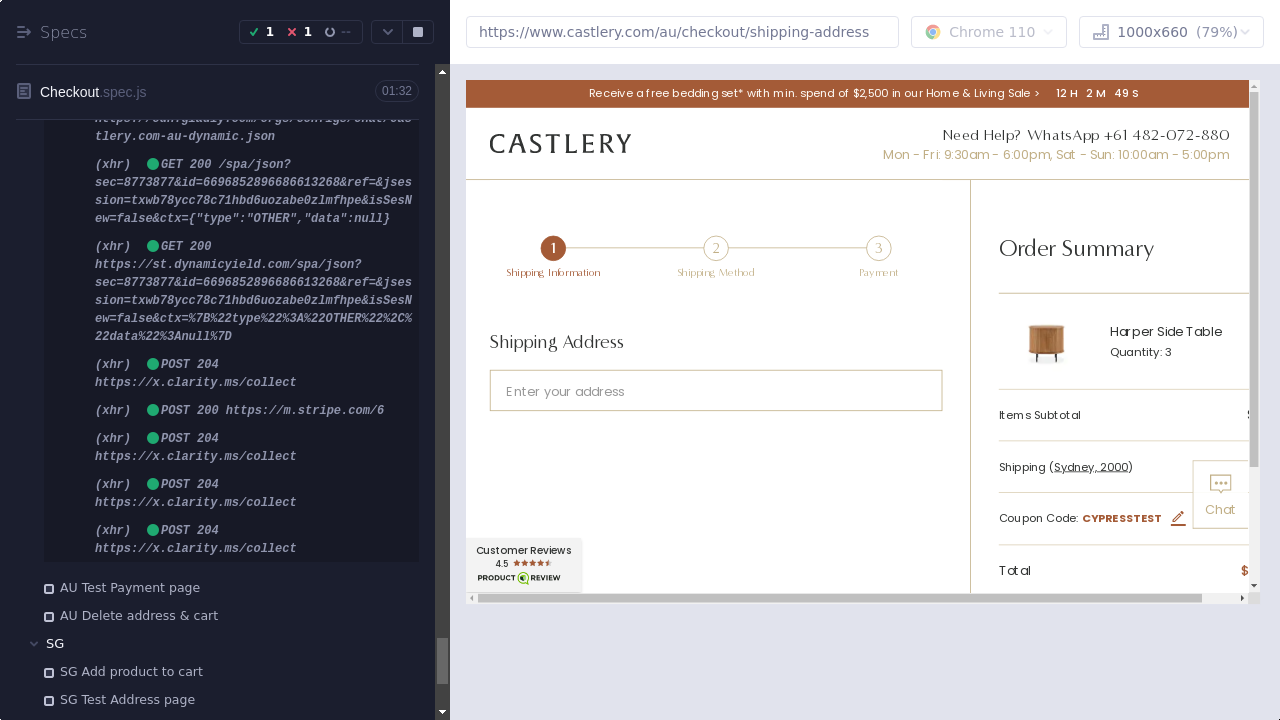 Specs
1
1
--
https://www.castlery.com/au/checkout/shipping-address
Chrome 110
1000x660 (79%)
Checkout.spec.js
01:32
tlery.com-au-dynamic.json
(xhr) GET 200 /spa/json?
sec=8773877&id=6696852896686613268&ref=&jses
sion=txwb78ycc78c71hbd6uozabe0zlmfhpe&isSesN
ew=false&ctx={"type":"OTHER","data":null}
(xhr) GET 200
https://st.dynamicyield.com/spa/json?
sec=8773877&id=6696852896686613268&ref=&jses
sion=txwb78ycc78c71hbd6uozabe0zlmfhpe&isSesN
ew=false&ctx=%7B%22type%22%3A%22OTHER%22%2C%
22data%22%3Anull%7D
(xhr) POST 204
https://x.clarity.ms/collect
(xhr) POST 200 https://m.stripe.com/6
(xhr) POST 204
https://x.clarity.ms/collect
(xhr) POST 204
https://x.clarity.ms/collect
(xhr) POST 204
https://x.clarity.ms/collect
AU Test Payment page
AU Delete address & cart
SG
SG Add product to cart
SG Test Address page
Receive a free bedding set* with min. spend of $2,500 in our Home & Living Sale > 12 H 2 M 49 S
CASTLERY
Need Help? WhatsApp +61 482-072-880
Mon - Fri: 9:30am - 6:00pm, Sat - Sun: 10:00am - 5:00pm
1
2
3
Shipping Information
Shipping Method
Payment
Shipping Address
Enter your address
Order Summary
Harper Side Table
Quantity: 3
Items Subtotal
Shipping (Sydney, 2000)
Coupon Code: CYPRESSTEST
Total
$
Chat
Customer Reviews
4.5
PRODUCT REVIEW